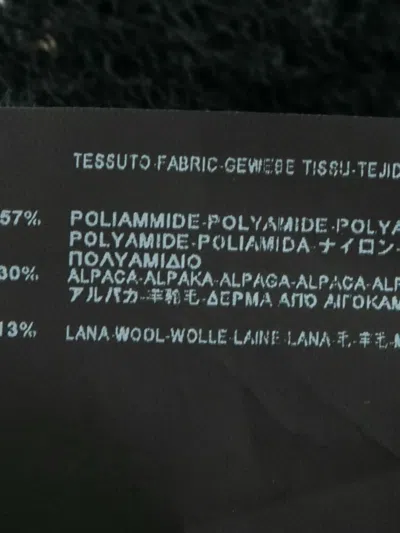 TESSUTO-FABRIC-GEWEBE TISSU-TEJID
57% POLIAMMIDE-POLYAMIDE-POLYA
POLYAMIDE-POLIAMIDA-ナイロン-
ΠΟΛΥΑΜΙΔΙΟ
30% ALPACA-ALPAKA-ALPAGA-ALPACA-ALP
アルパカ-羊駝毛-ΔΕΡΜΑ ΑΠΟ ΑΙΓΟΚΑΜ
13% LANA-WOOL-WOLLE-LAINE-LANA-毛-羊毛-M